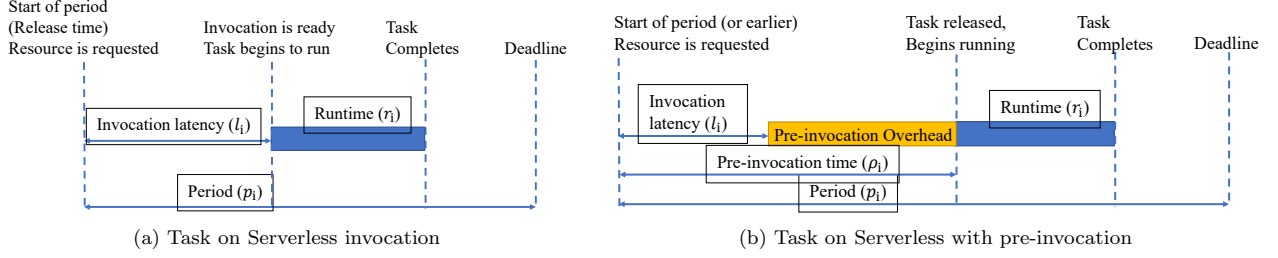 Start of period
(Release time)
Resource is requested
Invocation is ready
Task begins to run
Task
Completes
Deadline
Invocation latency (lᵢ)
Runtime (rᵢ)
Period (pᵢ)
(a) Task on Serverless invocation
Start of period (or earlier)
Resource is requested
Task released,
Begins running
Task
Completes
Deadline
Invocation
latency (lᵢ)
Runtime (rᵢ)
Pre-invocation Overhead
Pre-invocation time (ρᵢ)
Period (pᵢ)
(b) Task on Serverless with pre-invocation